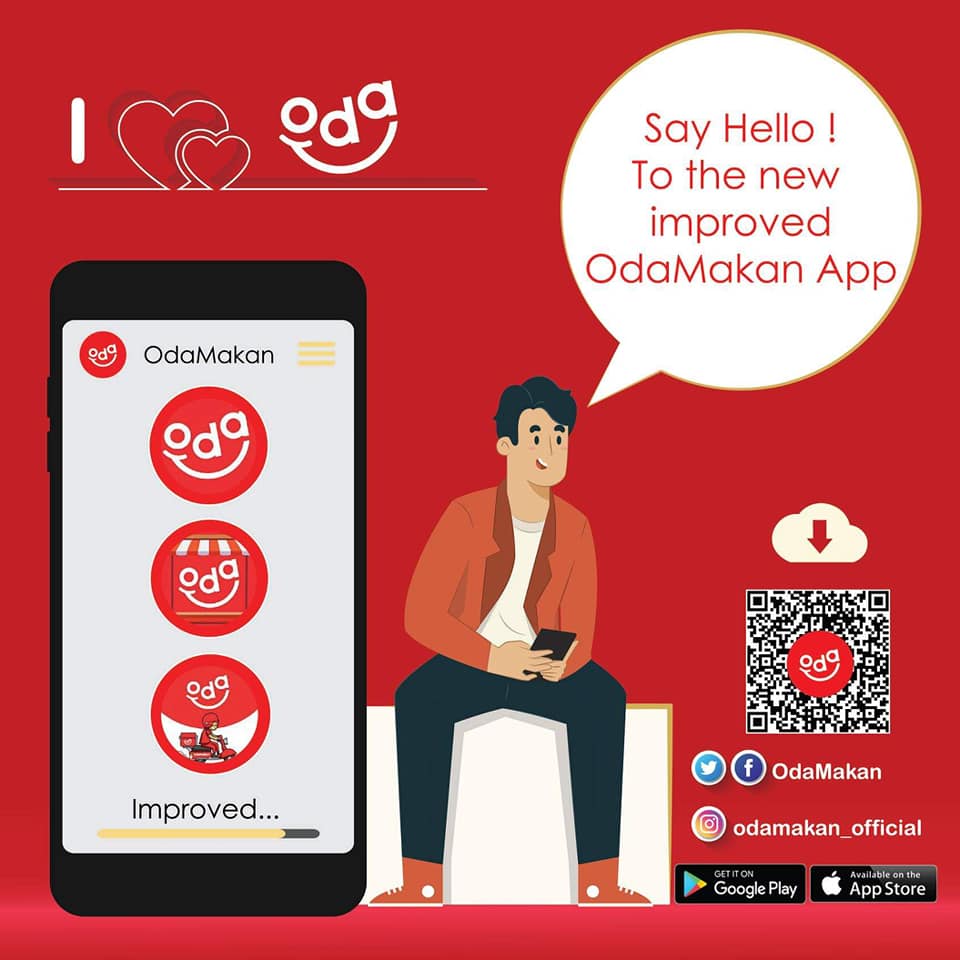 I oda
Say Hello !
To the new
improved
OdaMakan App
oda OdaMakan
oda
oda
oda
Improved...
oda
OdaMakan
odamakan_official
GET IT ON
Google Play
Available on the
App Store